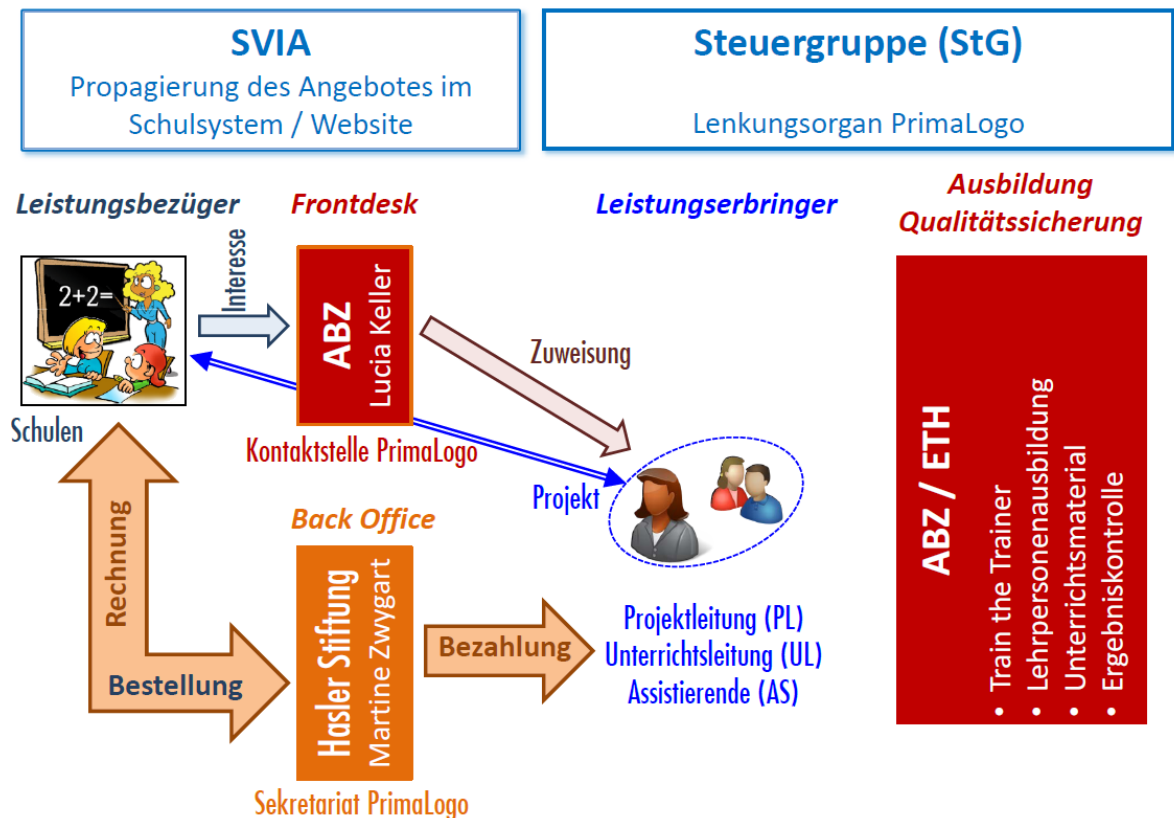 SVIA
Propagierung des Angebotes im
Schulsystem / Website
Steuergruppe (StG)
Lenkungsorgan PrimaLogo
Leistungsbezüger
Frontdesk
Leistungserbringer
Ausbildung
Qualitätssicherung
2+2=
Schulen
Interesse
ABZ
Lucia Keller
Kontaktstelle PrimaLogo
Zuweisung
Projekt
Rechnung
Bestellung
Back Office
Hasler Stiftung
Martine Zwygart
Sekretariat PrimaLogo
Bezahlung
Projektleitung (PL)
Unterrichtsleitung (UL)
Assistierende (AS)
ABZ / ETH
• Train the Trainer
• Lehrpersonenausbildung
• Unterrichtsmaterial
• Ergebniskontrolle